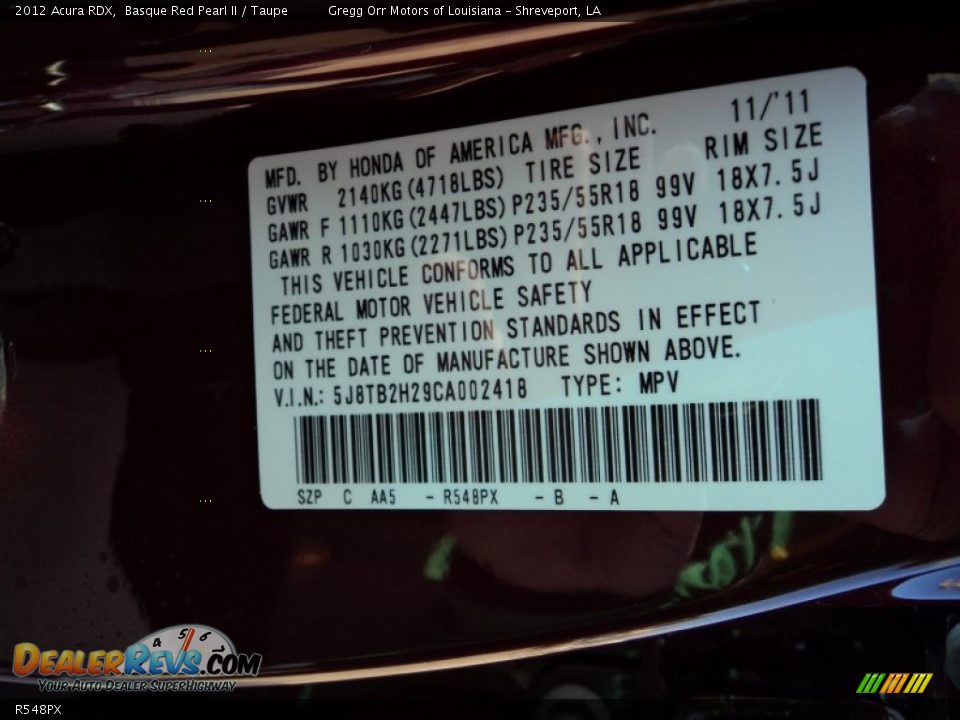 2012 Acura RDX, Basque Red Pearl II / Taupe Gregg Orr Motors of Louisiana - Shreveport, LA
MFD. BY HONDA OF AMERICA MFG., INC. 11/'11
GVWR 2140KG(4718LBS) TIRE SIZE RIM SIZE
GAWR F 1110KG(2447LBS)P235/55R18 99V 18X7.5J
GAWR R 1030KG(2271LBS)P235/55R18 99V 18X7.5J
THIS VEHICLE CONFORMS TO ALL APPLICABLE
FEDERAL MOTOR VEHICLE SAFETY
AND THEFT PREVENTION STANDARDS IN EFFECT
ON THE DATE OF MANUFACTURE SHOWN ABOVE.
V.I.N.: 5J8TB2H29CA002418 TYPE: MPV
SZP C AA5 - R548PX - B - A
4 5 6
DEALERREVS.COM
YOUR AUTO DEALER SUPERHIGHWAY
R548PX